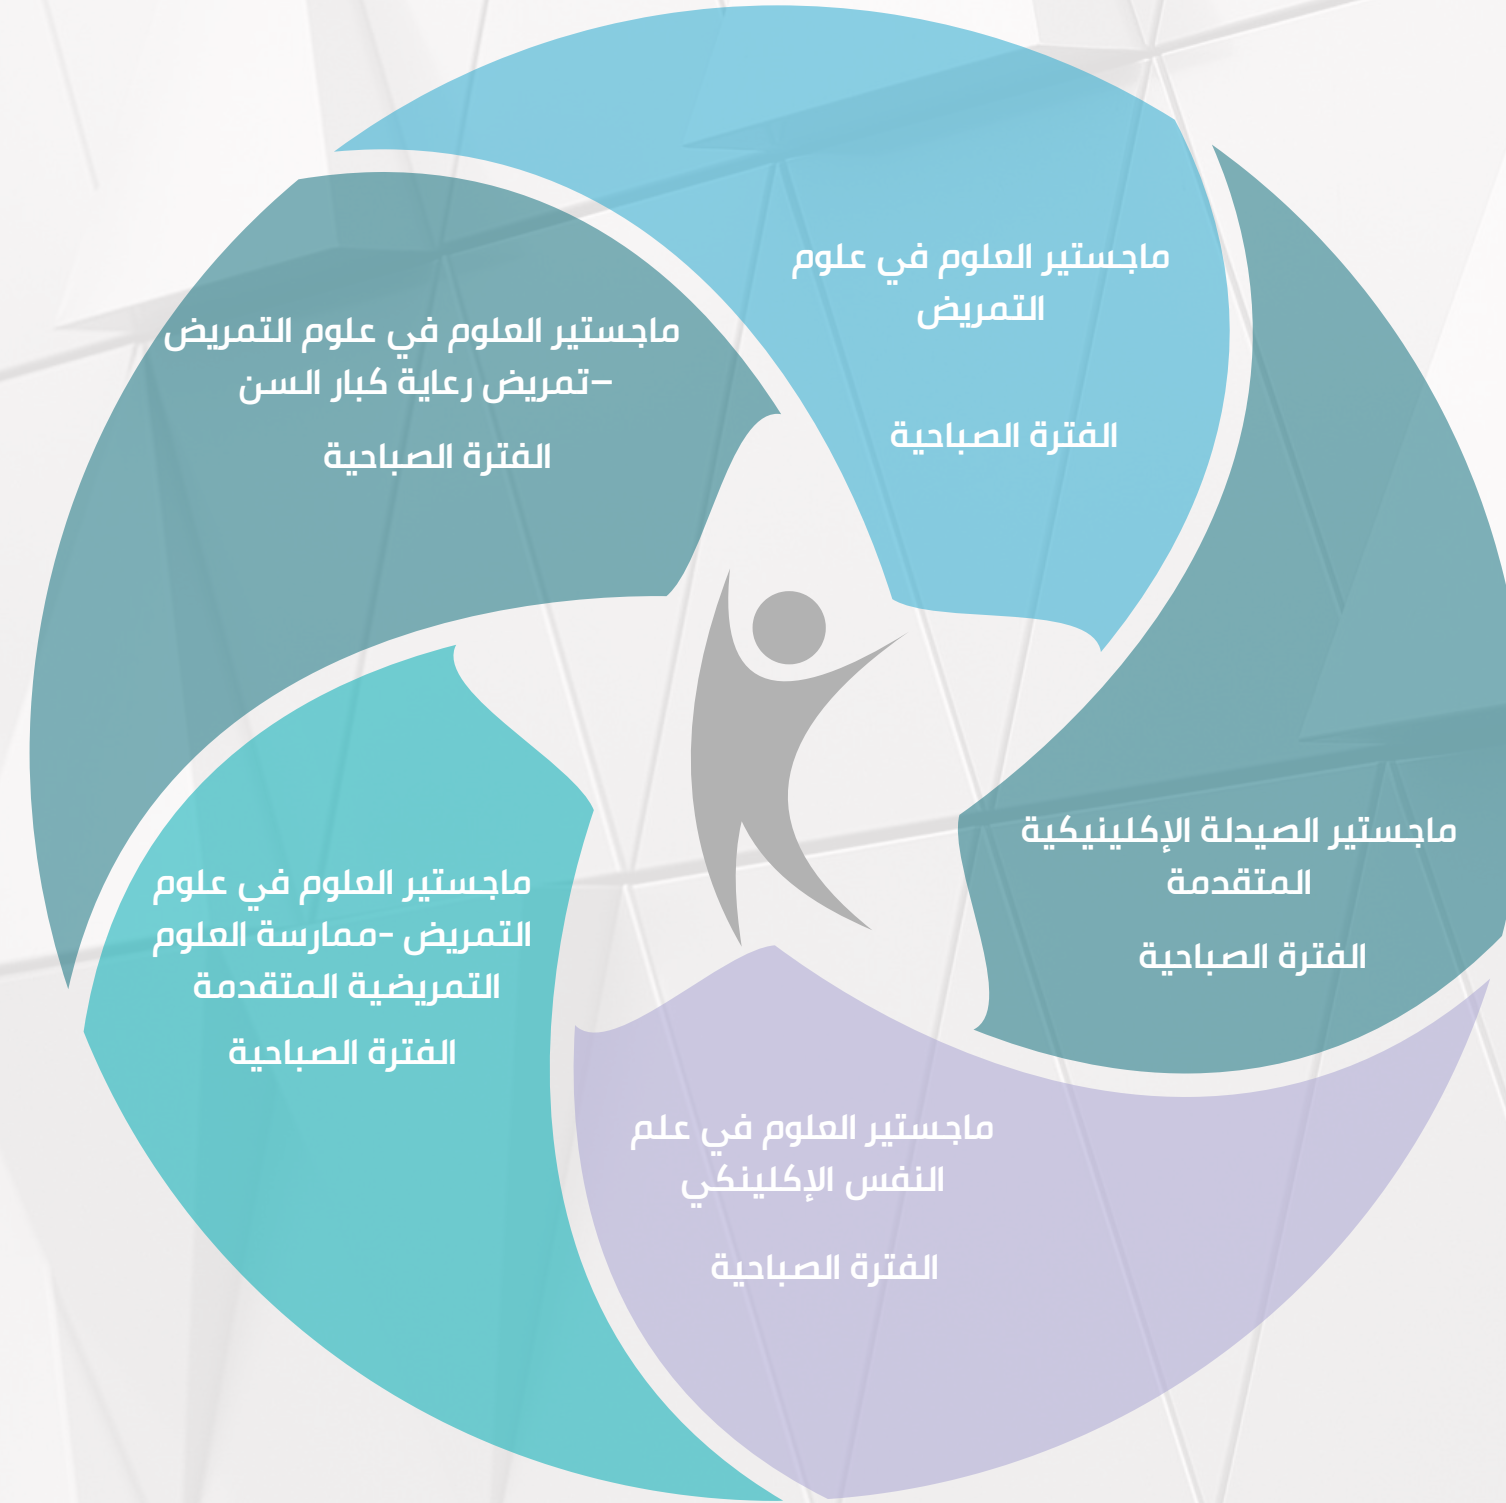 ماجستير العلوم في علوم
التمريض
الفترة الصباحية
ماجستير العلوم في علوم التمريض
–تمريض رعاية كبار السن
الفترة الصباحية
ماجستير الصيدلة الإكلينيكية
المتقدمة
الفترة الصباحية
ماجستير العلوم في علوم
التمريض -ممارسة العلوم
التمريضية المتقدمة
الفترة الصباحية
ماجستير العلوم في علم
النفس الإكلينكي
الفترة الصباحية